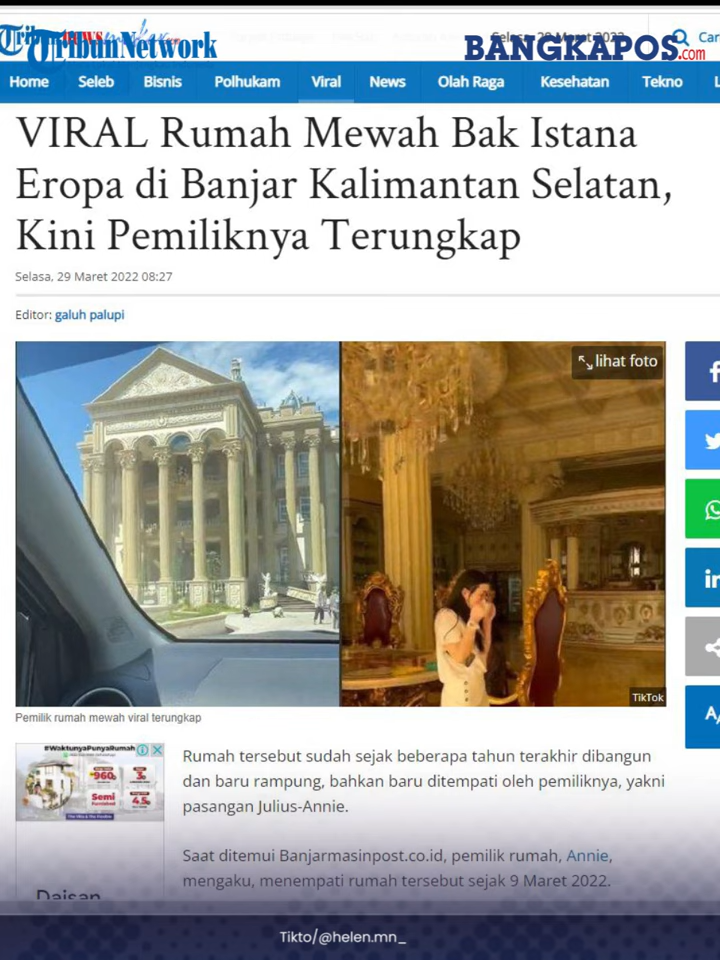 Tribun Network
BANGKAPOS.com
Home Seleb Bisnis Polhukam Viral News Olah Raga Kesehatan Tekno
VIRAL Rumah Mewah Bak Istana
Eropa di Banjar Kalimantan Selatan,
Kini Pemiliknya Terungkap
Selasa, 29 Maret 2022 08:27
Editor: galuh palupi
lihat foto
TikTok
Pemilik rumah mewah viral terungkap
#WaktunyaPunyaRumah
Semi
Rumah tersebut sudah sejak beberapa tahun terakhir dibangun
dan baru rampung, bahkan baru ditempati oleh pemiliknya, yakni
pasangan Julius-Annie.
Saat ditemui Banjarmasinpost.co.id, pemilik rumah, Annie,
mengaku, menempati rumah tersebut sejak 9 Maret 2022.
Tikto/@helen.mn_